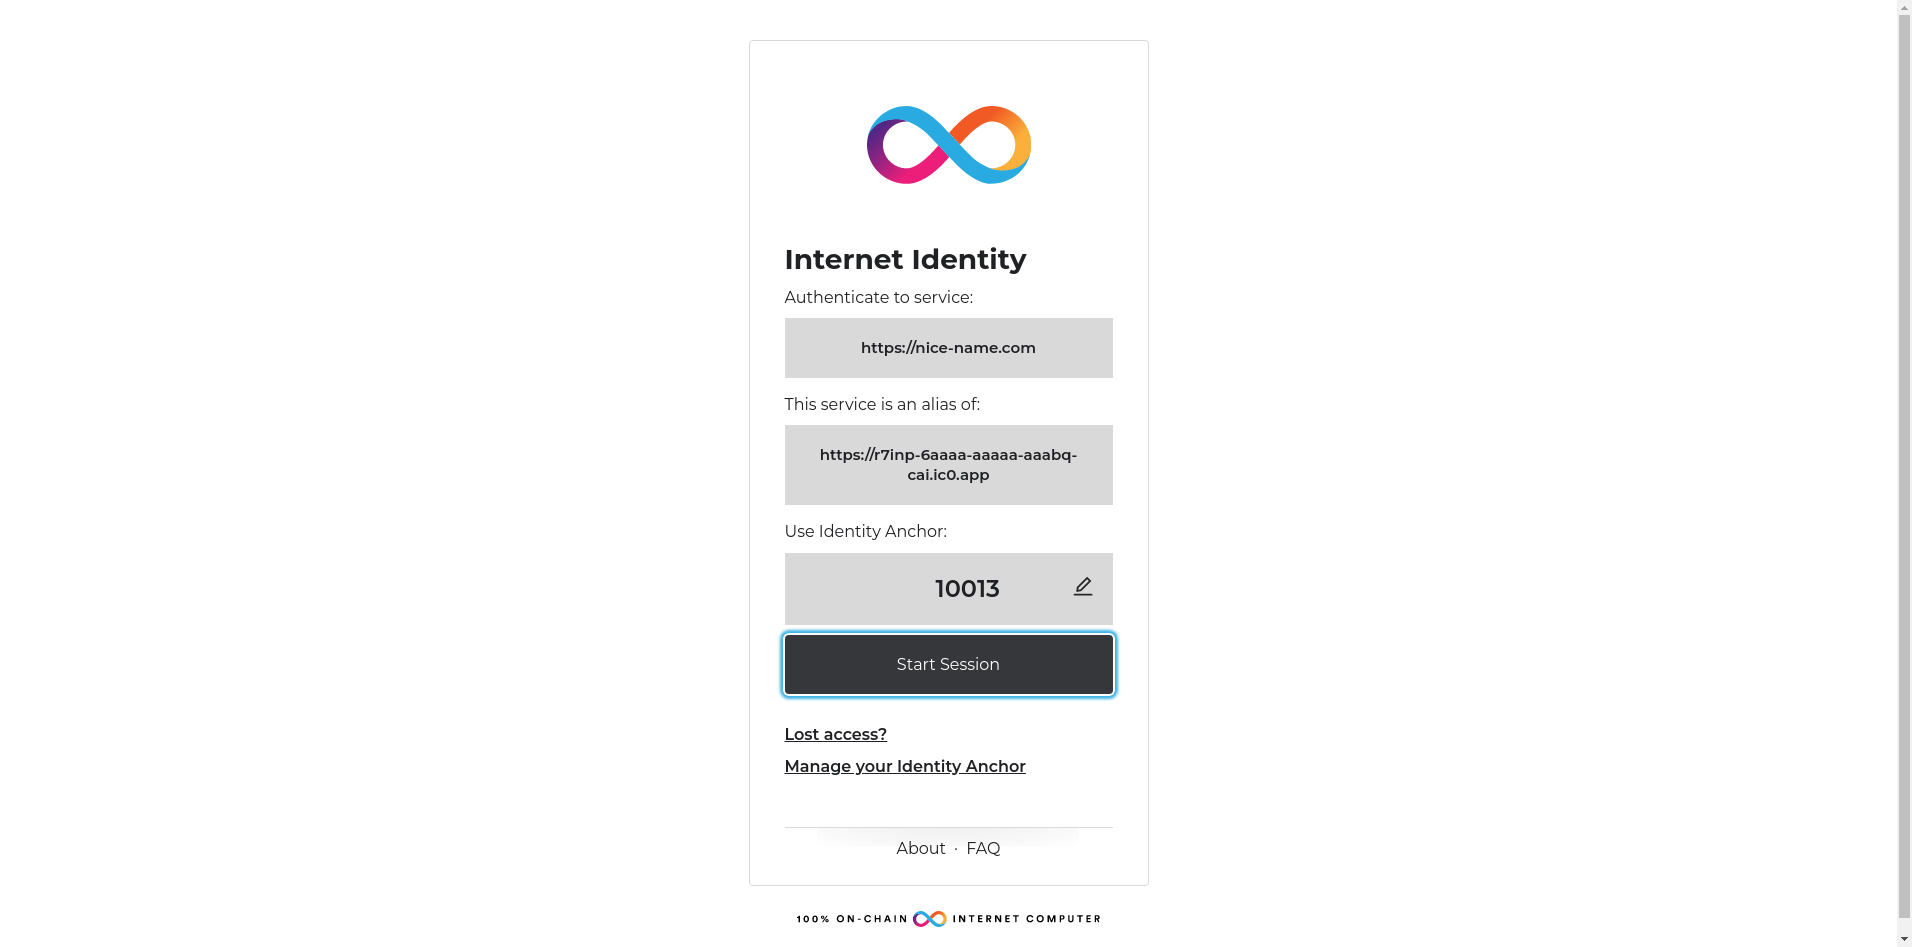 Internet Identity
Authenticate to service:
https://nice-name.com
This service is an alias of:
https://r7inp-6aaaa-aaaaa-aaabq-
cai.ic0.app
Use Identity Anchor:
10013
Start Session
Lost access?
Manage your Identity Anchor
About · FAQ
100% ON-CHAIN INTERNET COMPUTER